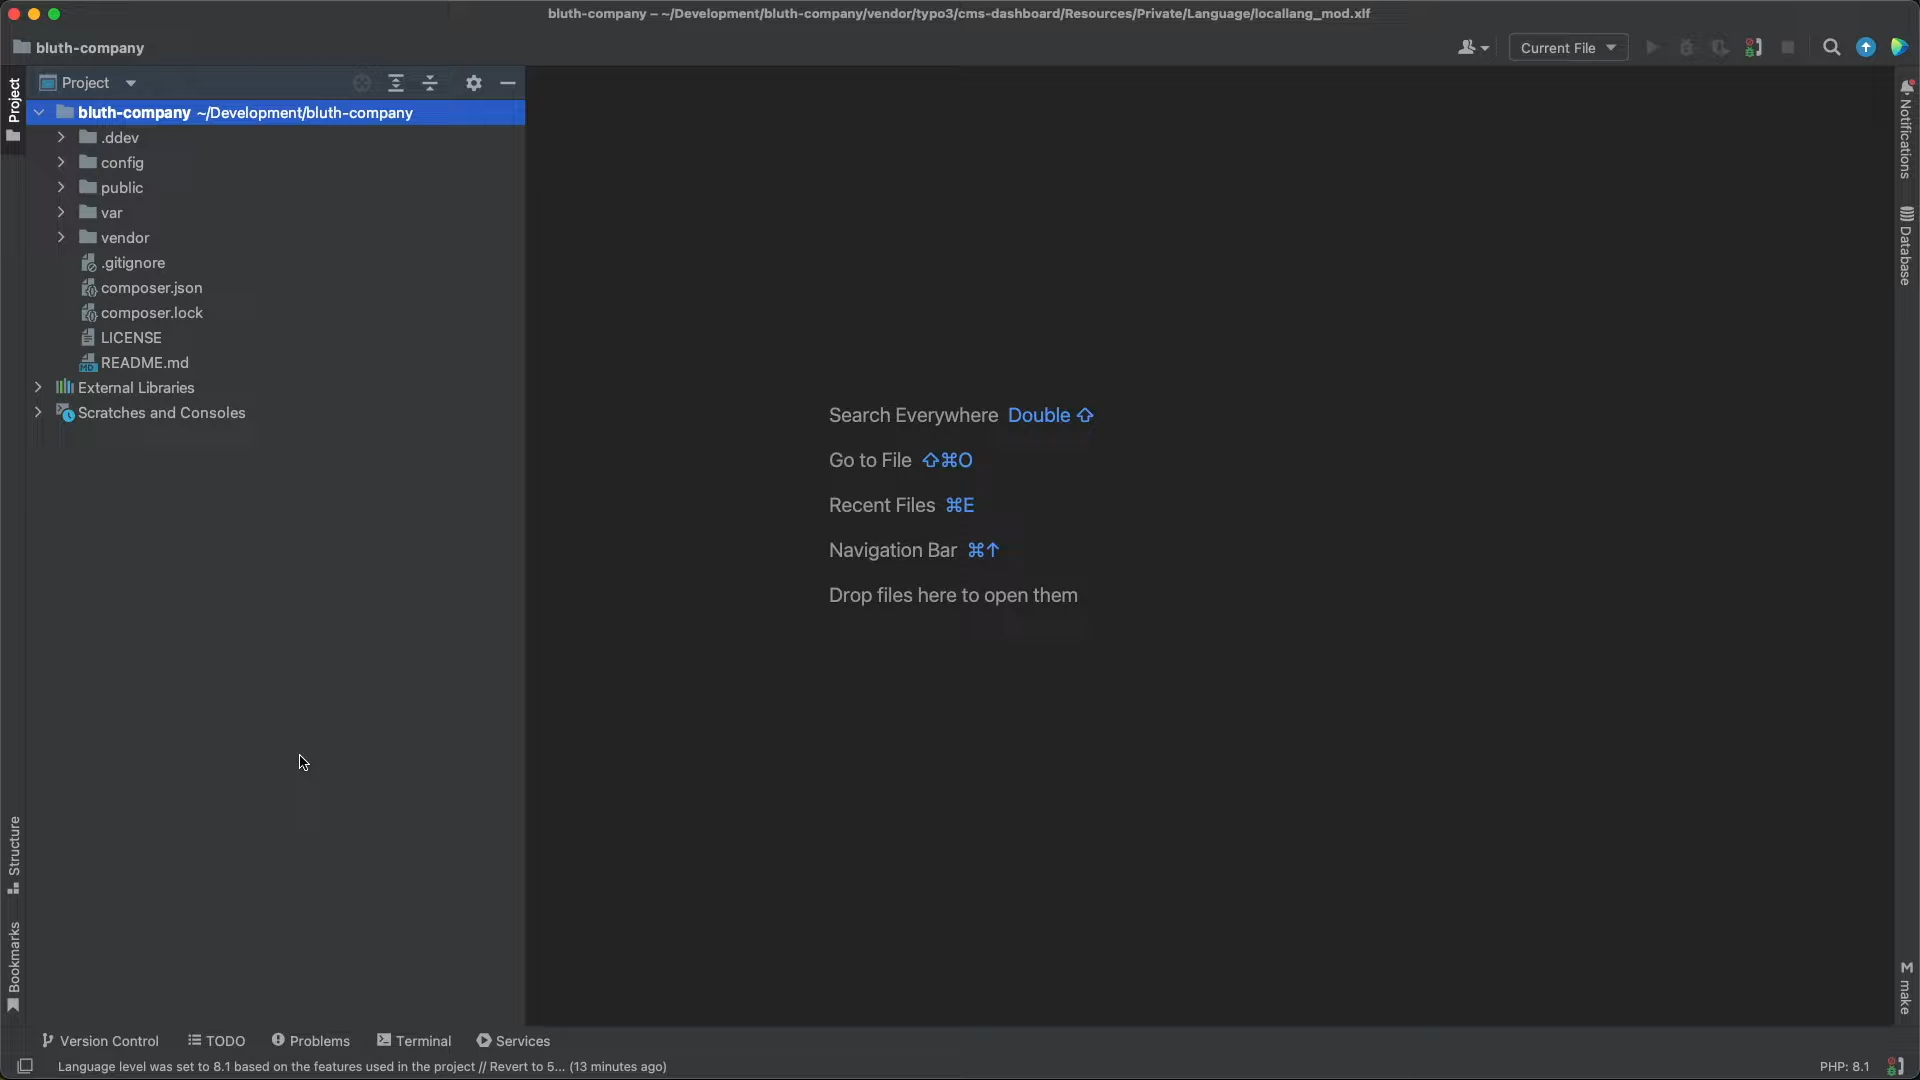 bluth-company – ~/Development/bluth-company/vendor/typo3/cms-dashboard/Resources/Private/Language/locallang_mod.xlf
bluth-company
Current File
Project
Project
bluth-company ~/Development/bluth-company
.ddev
config
public
var
vendor
.gitignore
composer.json
composer.lock
LICENSE
MD README.md
External Libraries
Scratches and Consoles
Search Everywhere Double ⇧
Go to File ⇧⌘O
Recent Files ⌘E
Navigation Bar ⌘↑
Drop files here to open them
Notifications
Database
Structure
Bookmarks
M make
Version Control
TODO
Problems
Terminal
Services
Language level was set to 8.1 based on the features used in the project // Revert to 5... (13 minutes ago)
PHP: 8.1